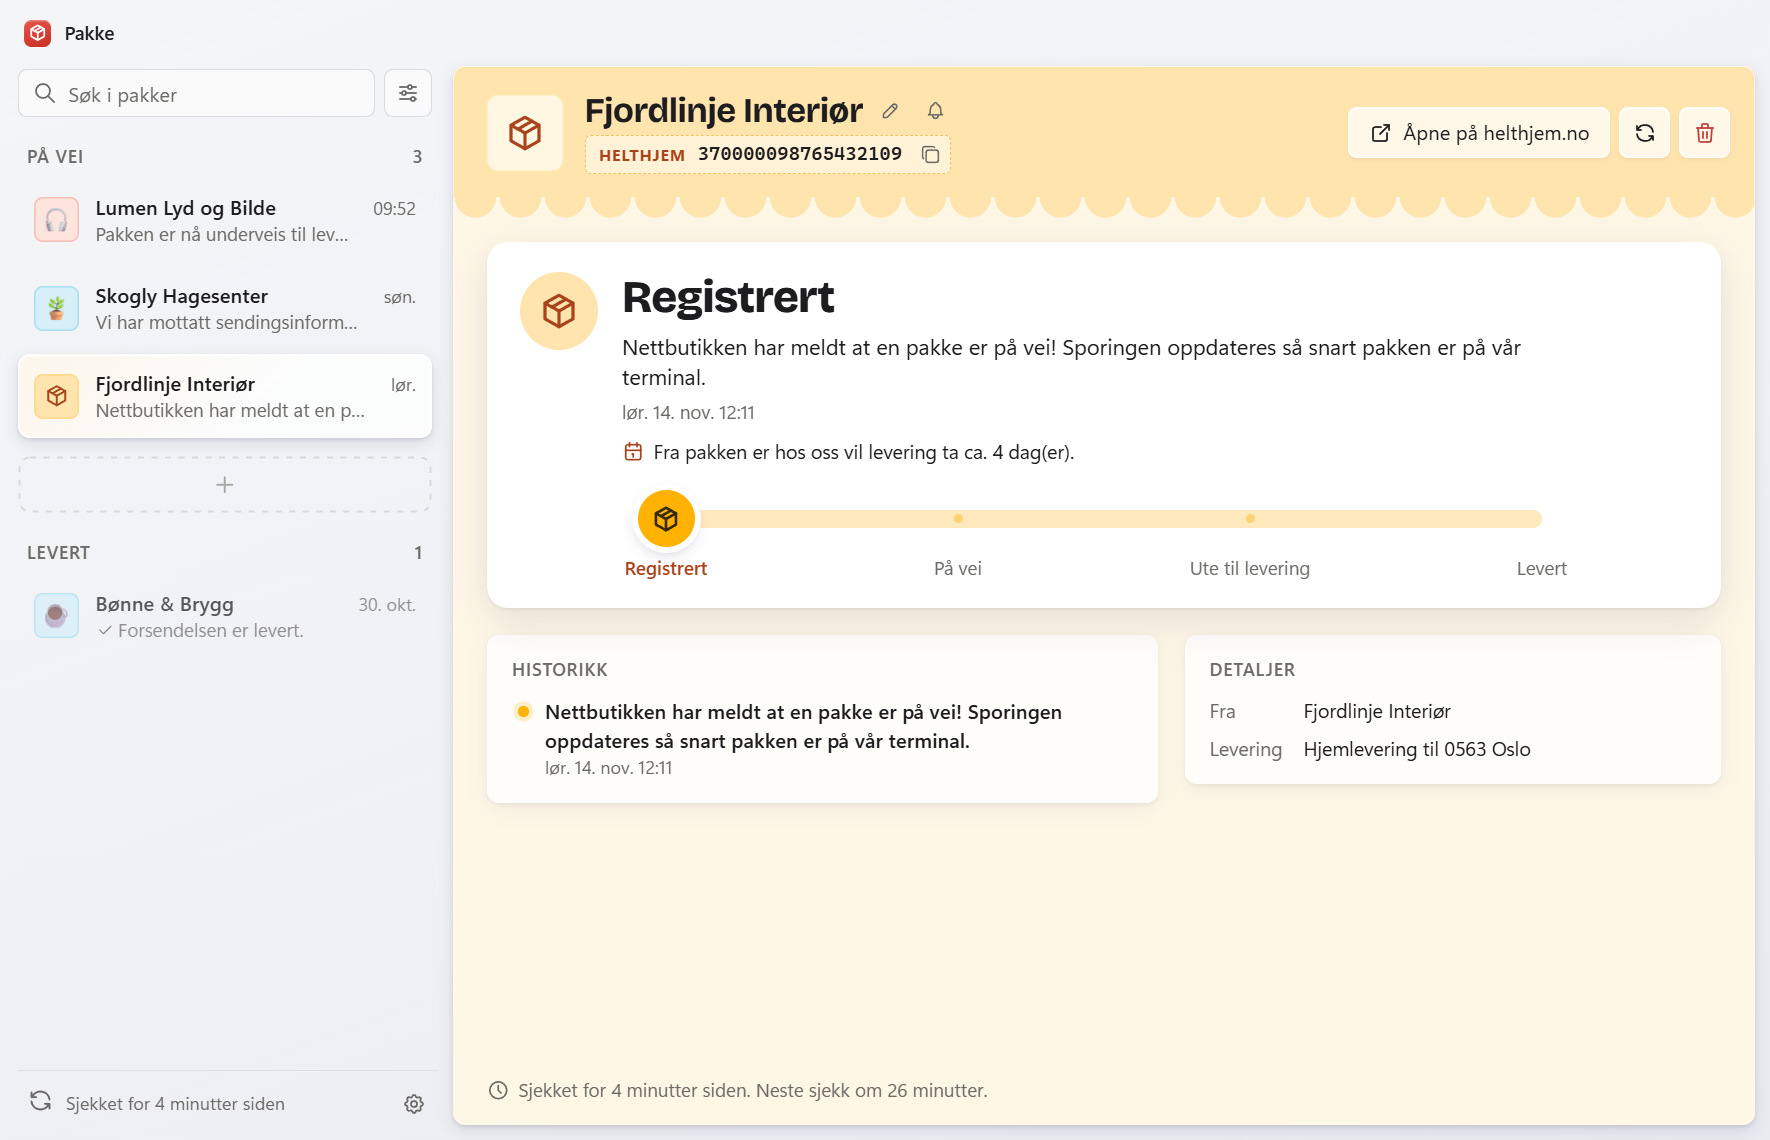 Pakke
Søk i pakker
PÅ VEI 3
Lumen Lyd og Bilde 09:52
Pakken er nå underveis til lev...
Skogly Hagesenter søn.
Vi har mottatt sendingsinform...
Fjordlinje Interiør lør.
Nettbutikken har meldt at en p...
LEVERT 1
Bønne & Brygg 30. okt.
Forsendelsen er levert.
Sjekket for 4 minutter siden
Fjordlinje Interiør
HELTHJEM 370000098765432109
Åpne på helthjem.no
Registrert
Nettbutikken har meldt at en pakke er på vei! Sporingen oppdateres så snart pakken er på vår
terminal.
lør. 14. nov. 12:11
Fra pakken er hos oss vil levering ta ca. 4 dag(er).
Registrert På vei Ute til levering Levert
HISTORIKK
Nettbutikken har meldt at en pakke er på vei! Sporingen
oppdateres så snart pakken er på vår terminal.
lør. 14. nov. 12:11
DETALJER
Fra Fjordlinje Interiør
Levering Hjemlevering til 0563 Oslo
Sjekket for 4 minutter siden. Neste sjekk om 26 minutter.